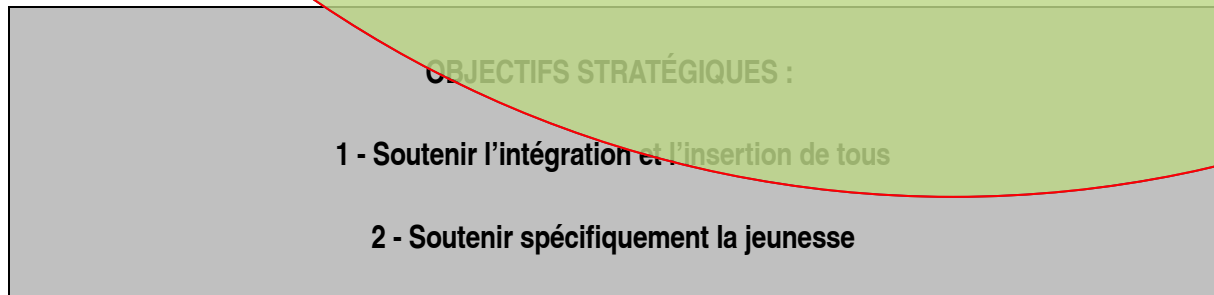 OBJECTIFS STRATÉGIQUES :
1 - Soutenir l’intégration et l’insertion de tous
2 - Soutenir spécifiquement la jeunesse